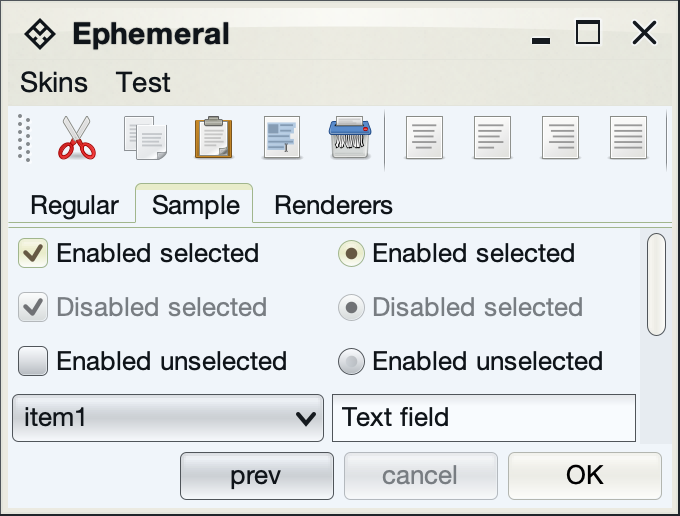 Ephemeral
Skins Test
Regular Sample Renderers
Enabled selected Enabled selected
Disabled selected Disabled selected
Enabled unselected Enabled unselected
item1 Text field
prev cancel OK